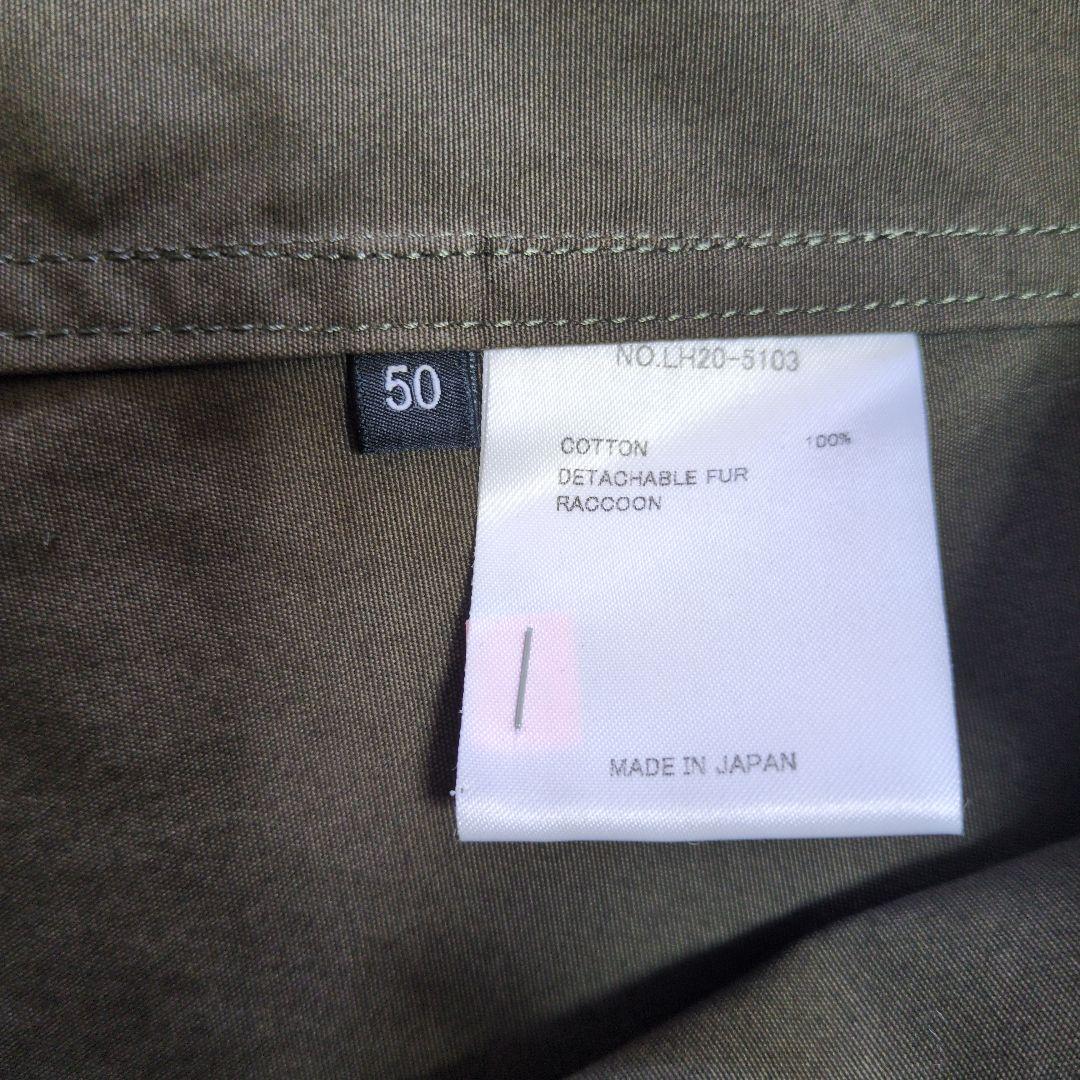 50
NO.LH20-5103
COTTON 100%
DETACHABLE FUR
RACCOON
MADE IN JAPAN